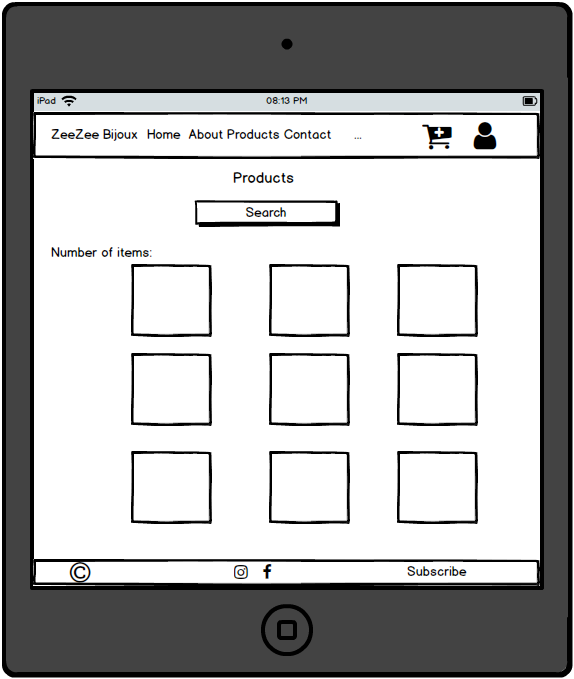 iPad 08:13 PM
ZeeZee Bijoux Home About Products Contact ...
Products
Search
Number of items:
© Subscribe